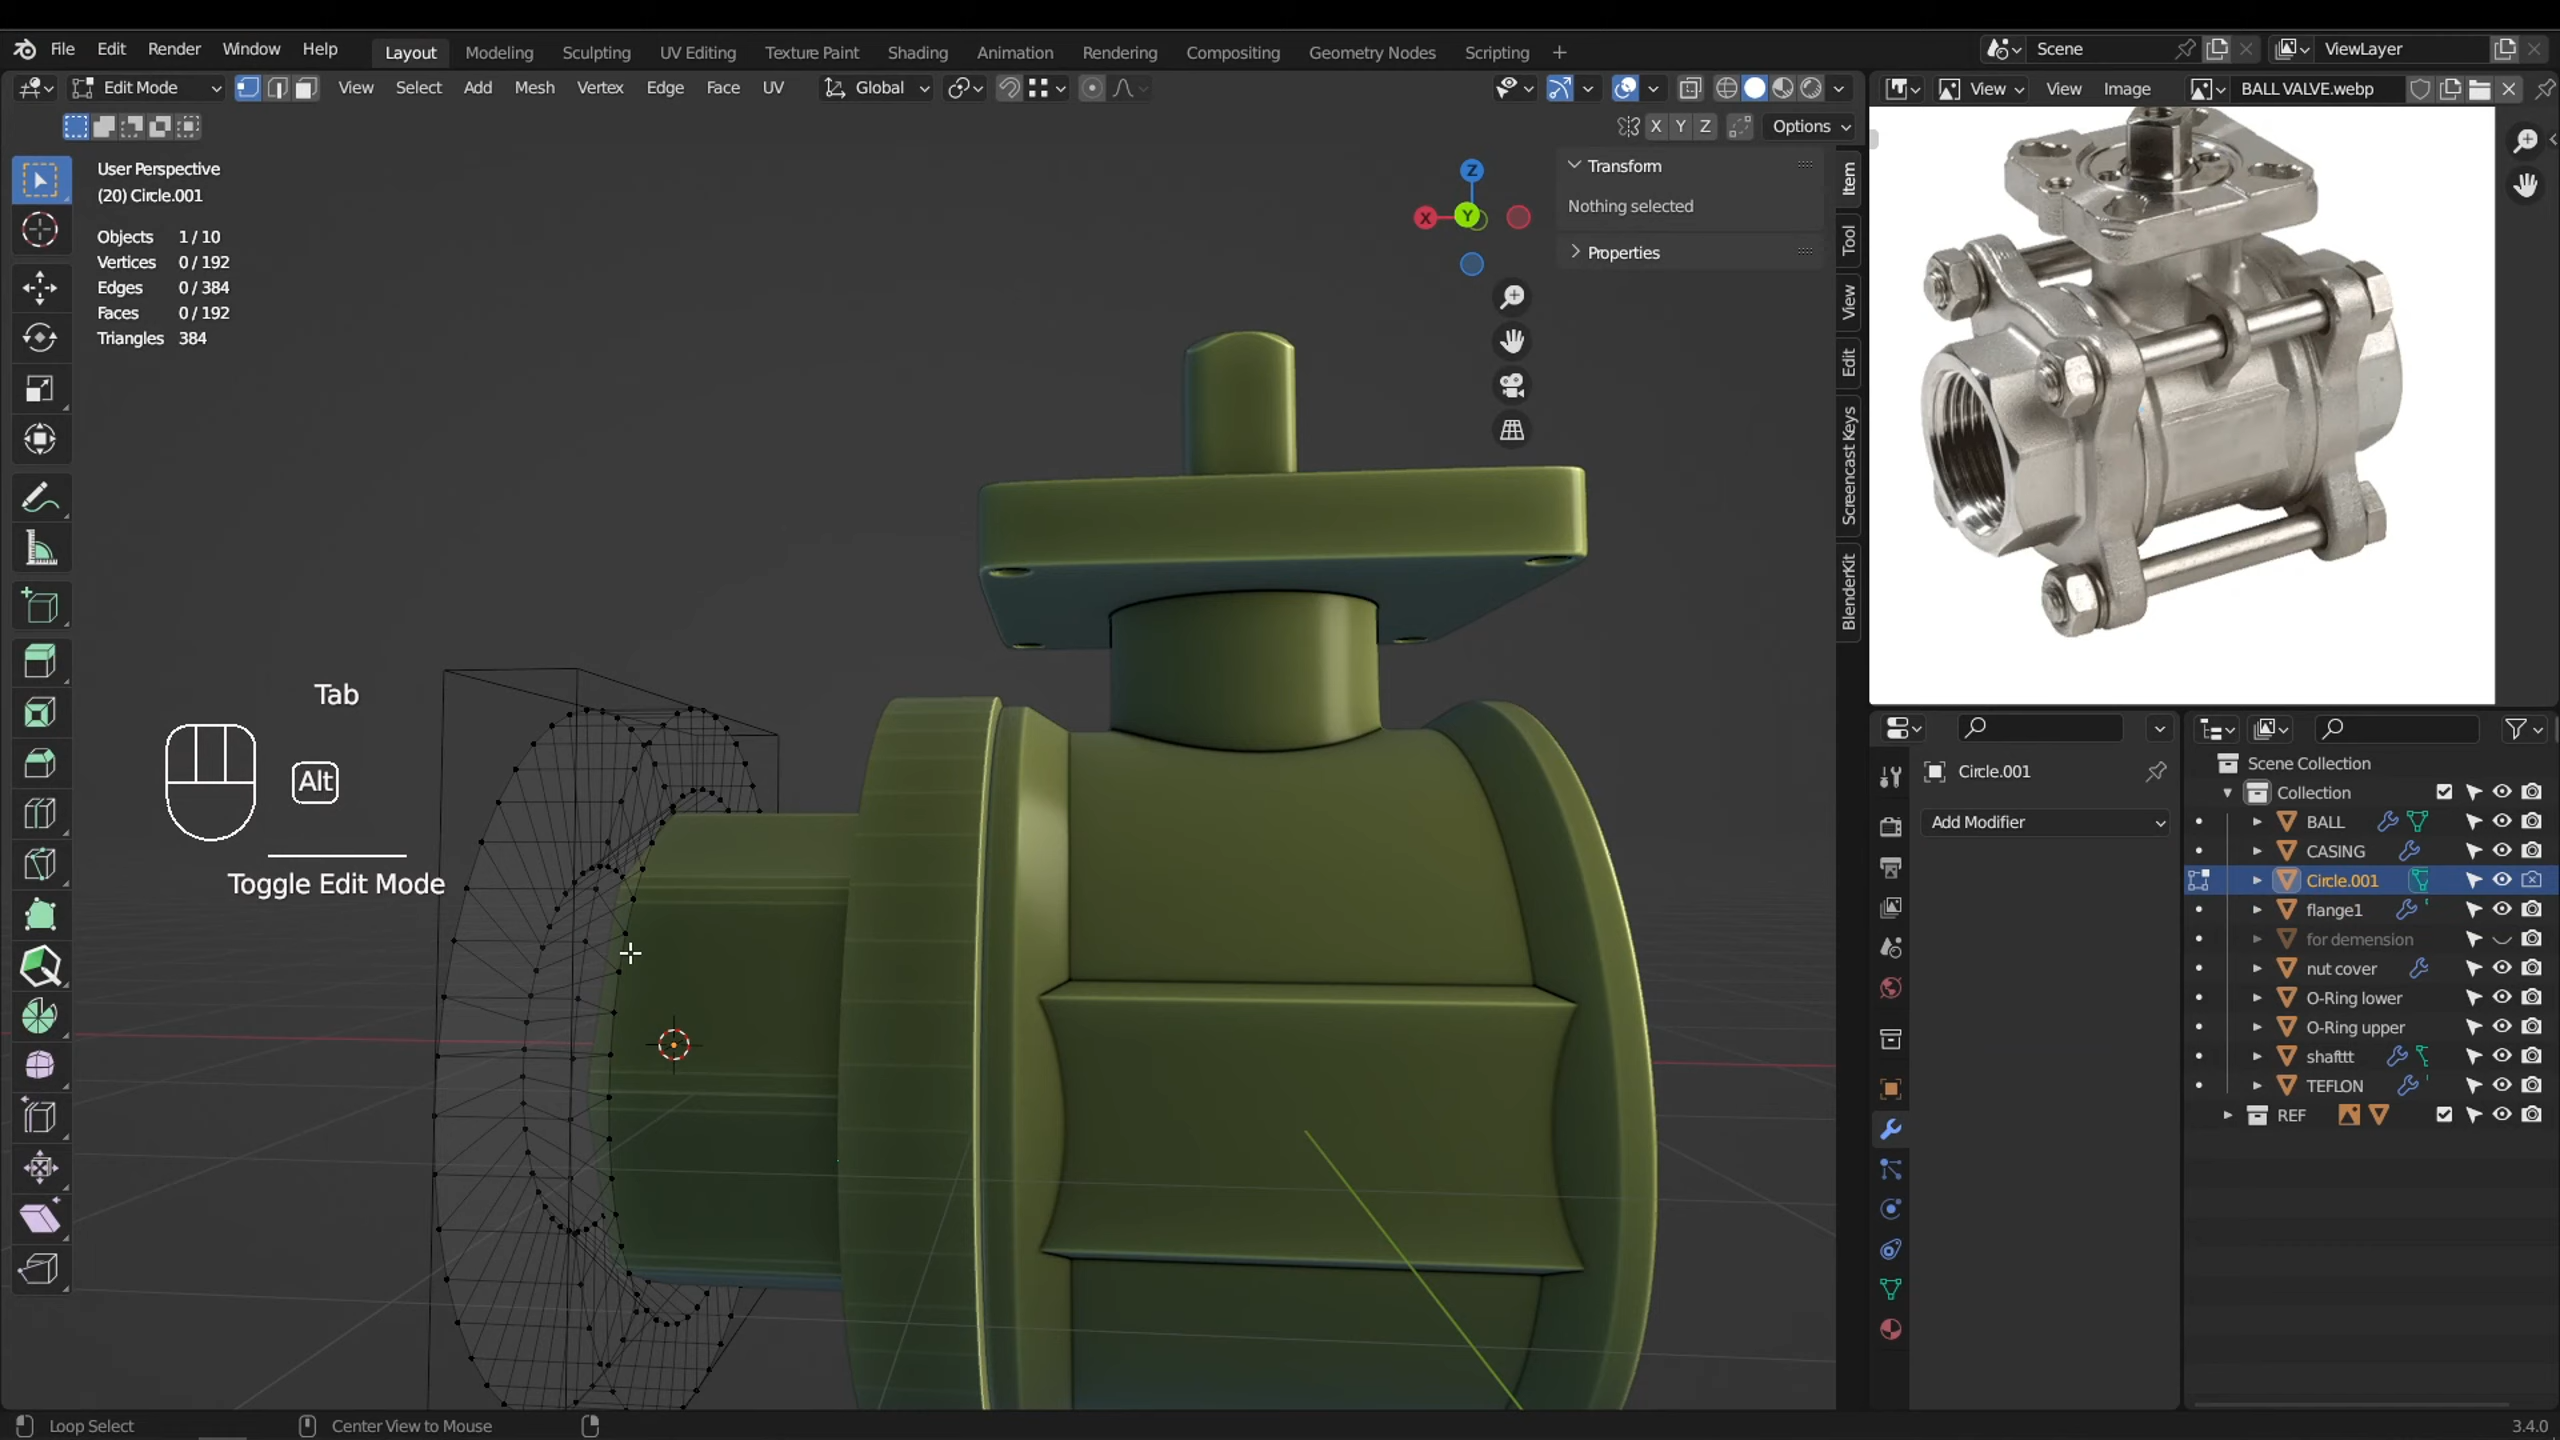 File Edit Render Window Help
Layout Modeling Sculpting UV Editing Texture Paint Shading Animation Rendering Compositing Geometry Nodes Scripting +
Scene
ViewLayer
Edit Mode
View Select Add Mesh Vertex Edge Face UV
Global
View
View Image
BALL VALVE.webp
X Y Z
Options
User Perspective
(20) Circle.001
Objects 1 / 10
Vertices 0 / 192
Edges 0 / 384
Faces 0 / 192
Triangles 384
Z
X
Y
Transform
Nothing selected
Properties
Item
Tool
View
Edit
Screencast Keys
BlenderKit
Tab
Alt
Toggle Edit Mode
Circle.001
Add Modifier
Scene Collection
Collection
BALL
CASING
Circle.001
flange1
for demension
nut cover
O-Ring lower
O-Ring upper
shafttt
TEFLON
REF
Loop Select
Center View to Mouse
3.4.0